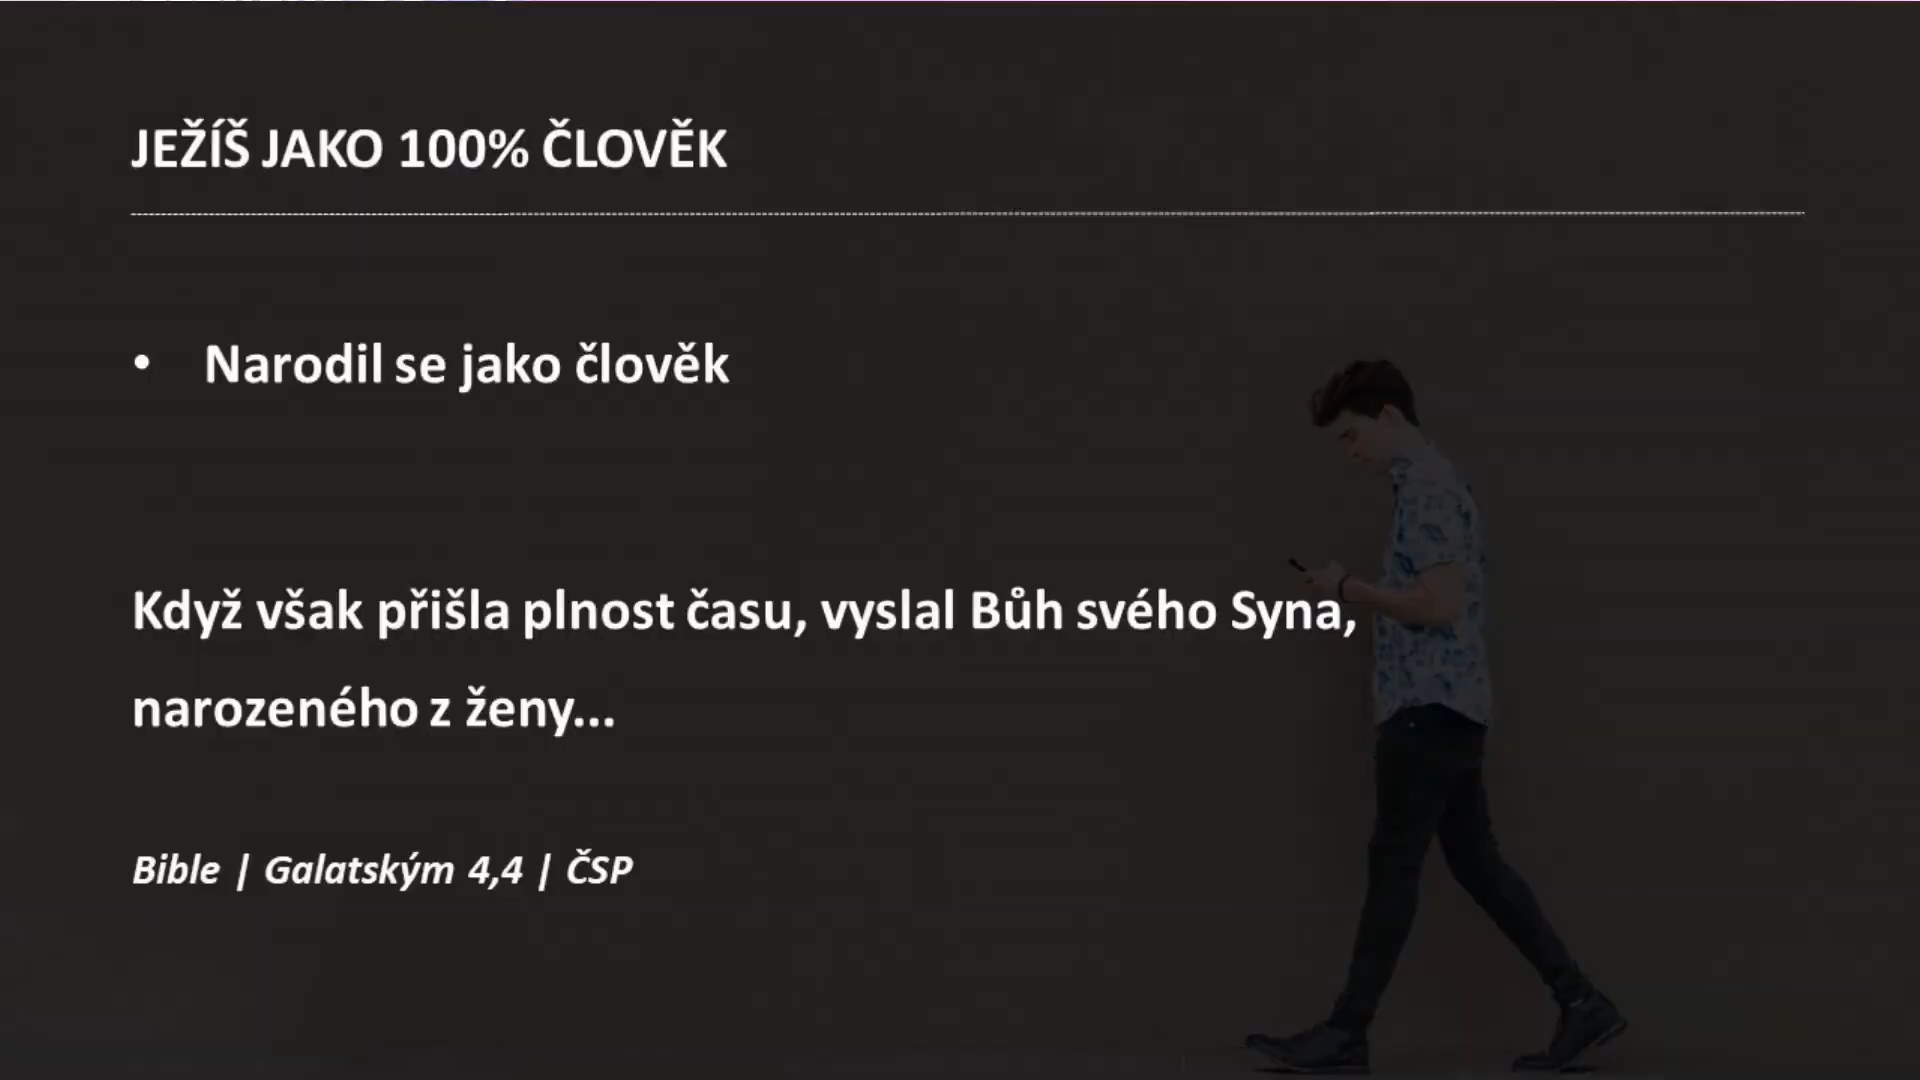 JEŽÍŠ JAKO 100% ČLOVĚK
• Narodil se jako člověk
Když však přišla plnost času, vyslal Bůh svého Syna,
narozeného z ženy...
Bible | Galatským 4,4 | ČSP